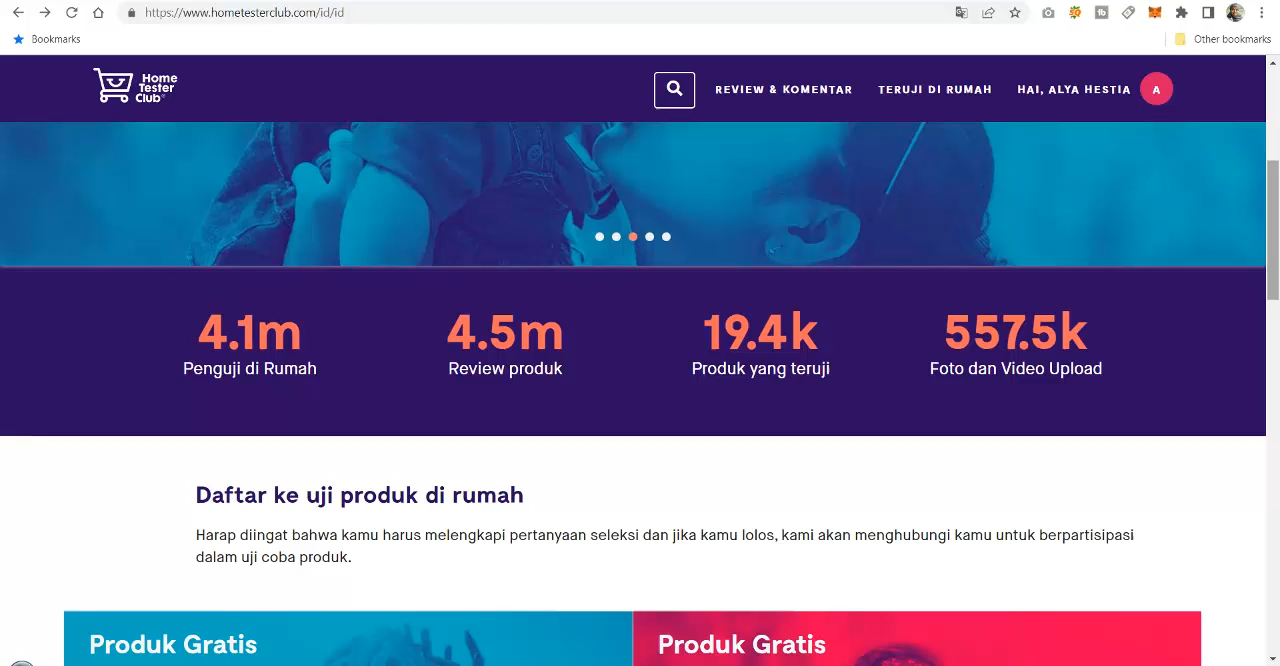 https://www.hometesterclub.com/id/id
Bookmarks
Other bookmarks
Home
Tester
Club®
REVIEW & KOMENTAR
TERUJI DI RUMAH
HAI, ALYA HESTIA
A
4.1m
Penguji di Rumah
4.5m
Review produk
19.4k
Produk yang teruji
557.5k
Foto dan Video Upload
Daftar ke uji produk di rumah
Harap diingat bahwa kamu harus melengkapi pertanyaan seleksi dan jika kamu lolos, kami akan menghubungi kamu untuk berpartisipasi
dalam uji coba produk.
Produk Gratis
Produk Gratis